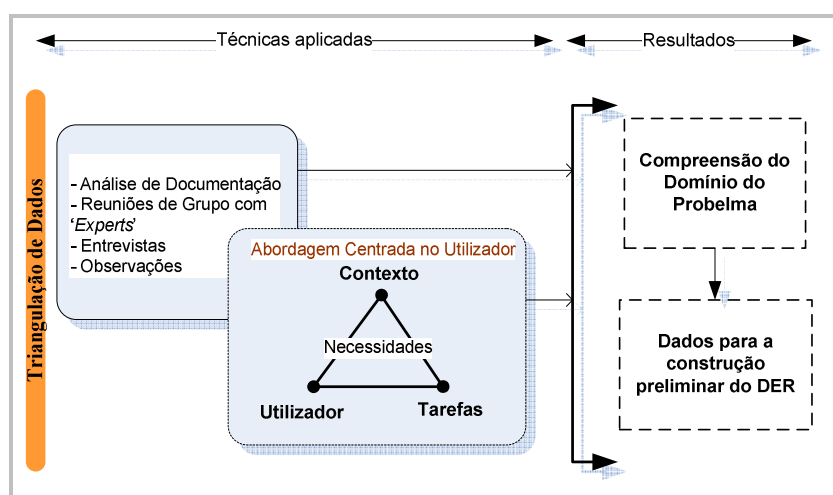 Técnicas aplicadas
Resultados
Triangulação de Dados
- Análise de Documentação
- Reuniões de Grupo com
‘Experts’
- Entrevistas
- Observações
Abordagem Centrada no Utilizador
Contexto
Necessidades
Utilizador
Tarefas
Compreensão do
Domínio do
Probelma
Dados para a
construção
preliminar do DER